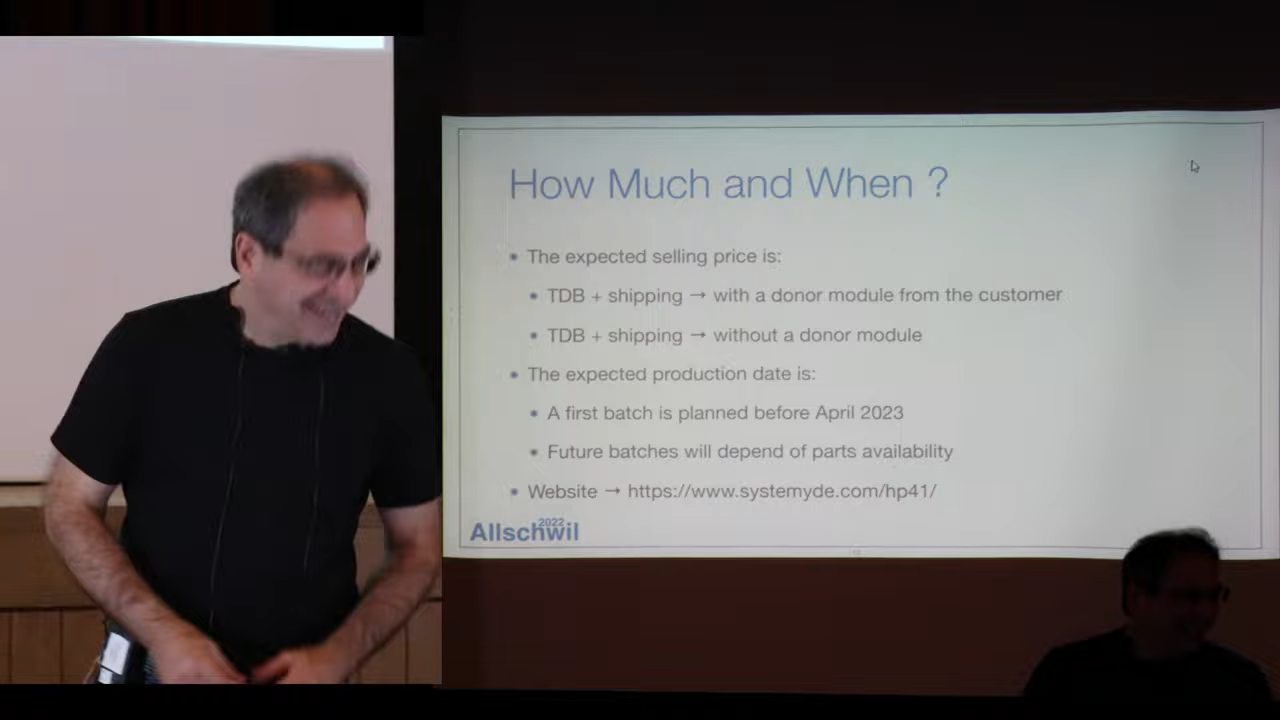 How Much and When ?
• The expected selling price is:
• TDB + shipping → with a donor module from the customer
• TDB + shipping → without a donor module
• The expected production date is:
• A first batch is planned before April 2023
• Future batches will depend of parts availability
• Website → https://www.systemyde.com/hp41/
2022
Allschwil